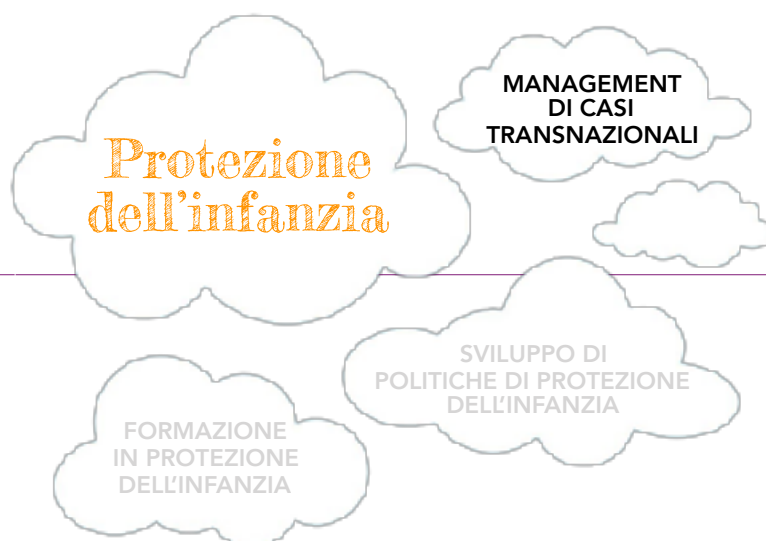 Protezione
dell'infanzia
MANAGEMENT
DI CASI
TRANSNAZIONALI
SVILUPPO DI
POLITICHE DI PROTEZIONE
DELL'INFANZIA
FORMAZIONE
IN PROTEZIONE
DELL'INFANZIA